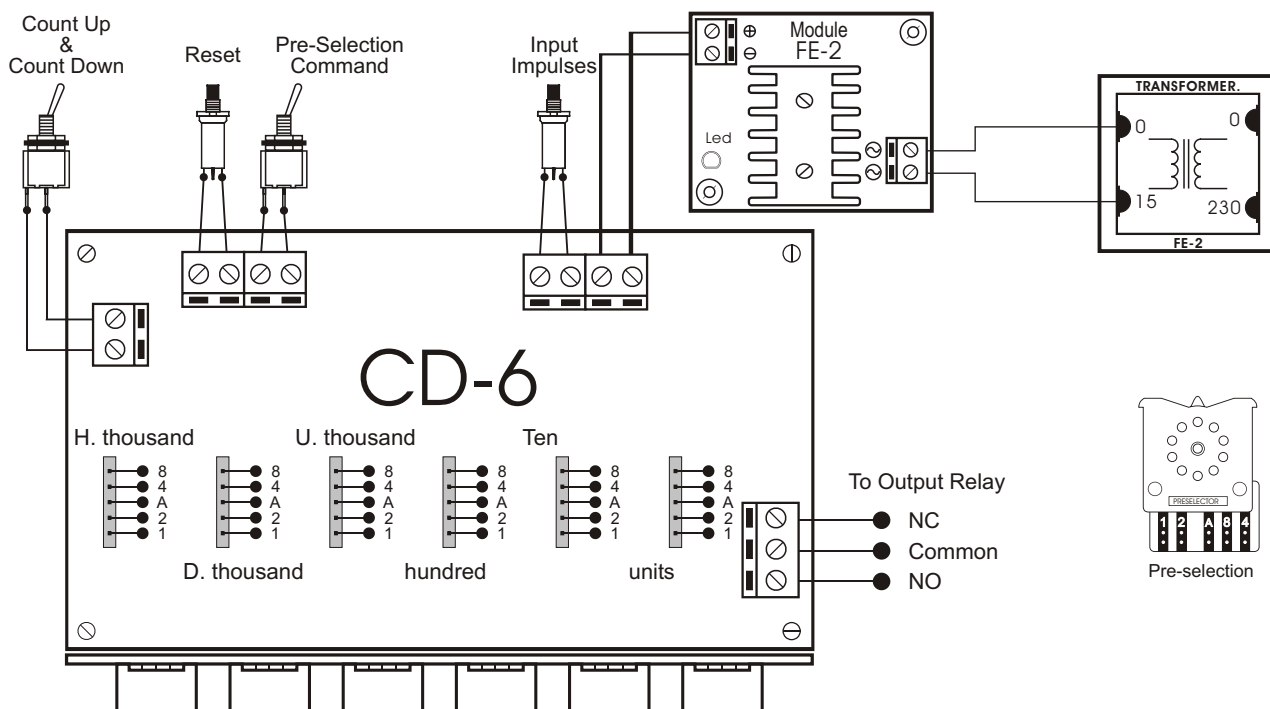 Count Up
&
Count Down
Reset
Pre-Selection
Command
Input
Impulses
Module
FE-2
Led
TRANSFORMER.
0
0
15
230
FE-2
CD-6
H. thousand
U. thousand
Ten
8
4
A
2
1
8
4
A
2
1
8
4
A
2
1
8
4
A
2
1
8
4
A
2
1
8
4
A
2
1
D. thousand
hundred
units
To Output Relay
NC
Common
NO
PRESELECTOR
1 2 A 8 4
Pre-selection